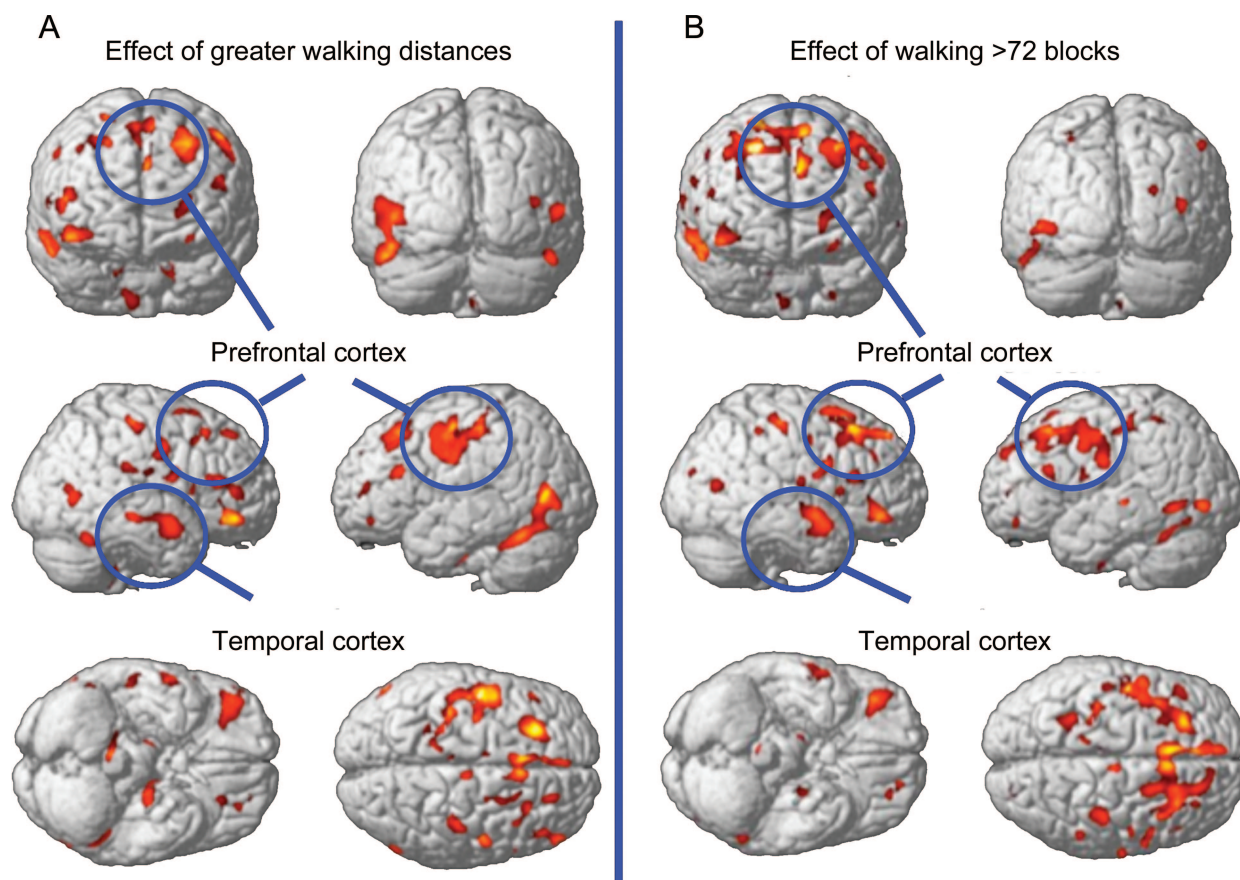 A
Effect of greater walking distances
Prefrontal cortex
Temporal cortex
B
Effect of walking >72 blocks
Prefrontal cortex
Temporal cortex